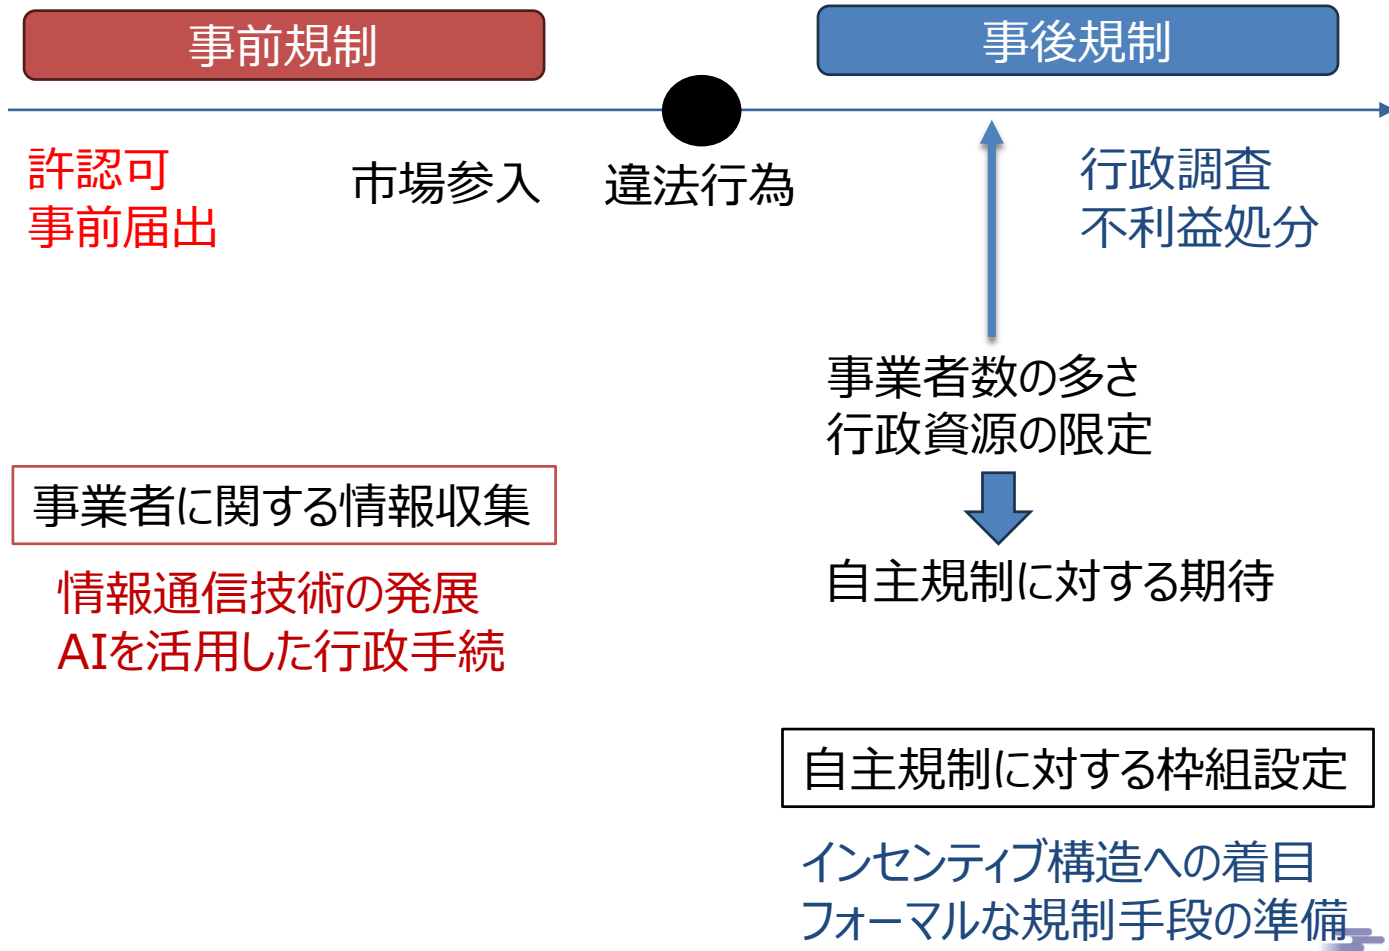 事前規制
事後規制
許認可
事前届出
市場参入
違法行為
行政調査
不利益処分
事業者数の多さ
行政資源の限定
事業者に関する情報収集
情報通信技術の発展
AIを活用した行政手続
自主規制に対する期待
自主規制に対する枠組設定
インセンティブ構造への着目
フォーマルな規制手段の準備